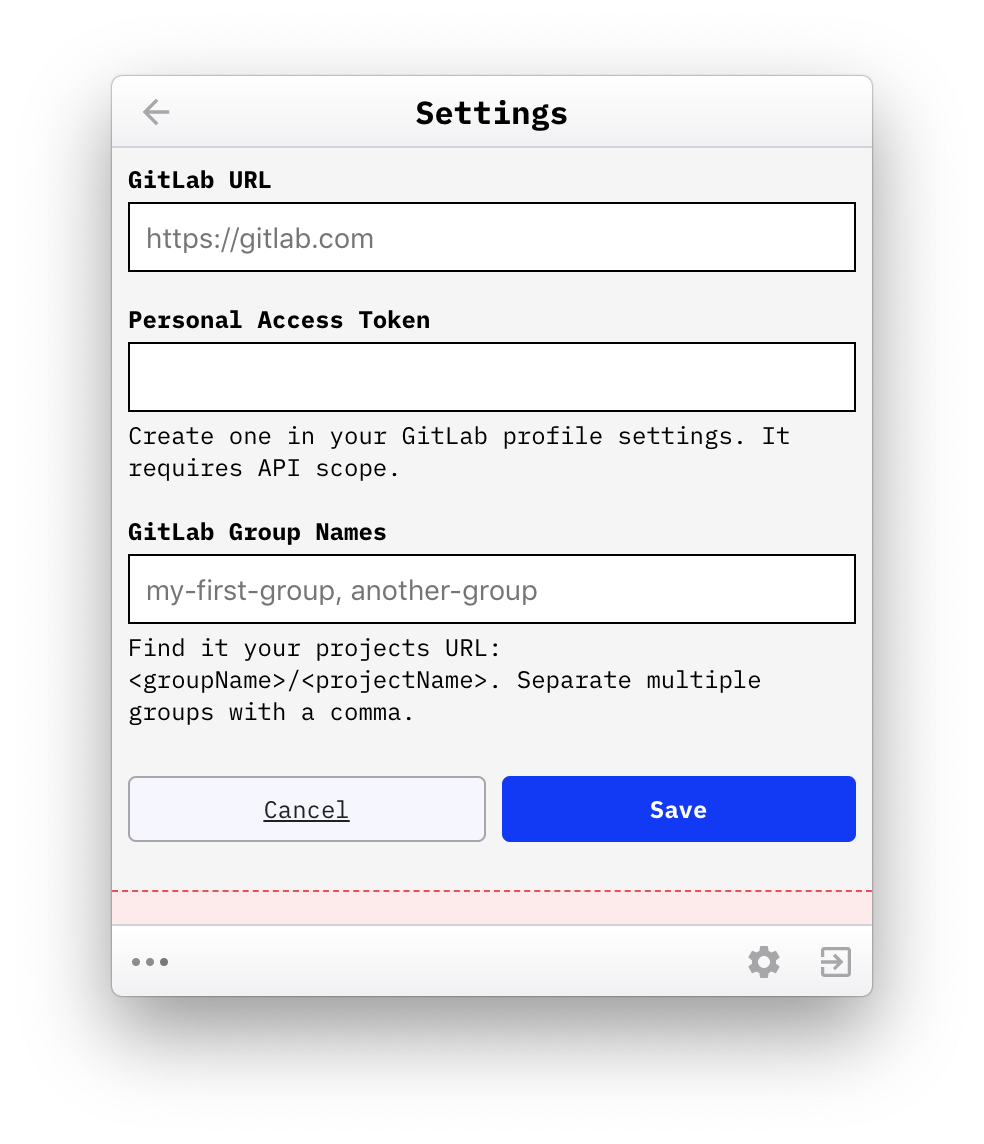 Settings
GitLab URL
https://gitlab.com
Personal Access Token
Create one in your GitLab profile settings. It
requires API scope.
GitLab Group Names
my-first-group, another-group
Find it your projects URL:
<groupName>/<projectName>. Separate multiple
groups with a comma.
Cancel
Save